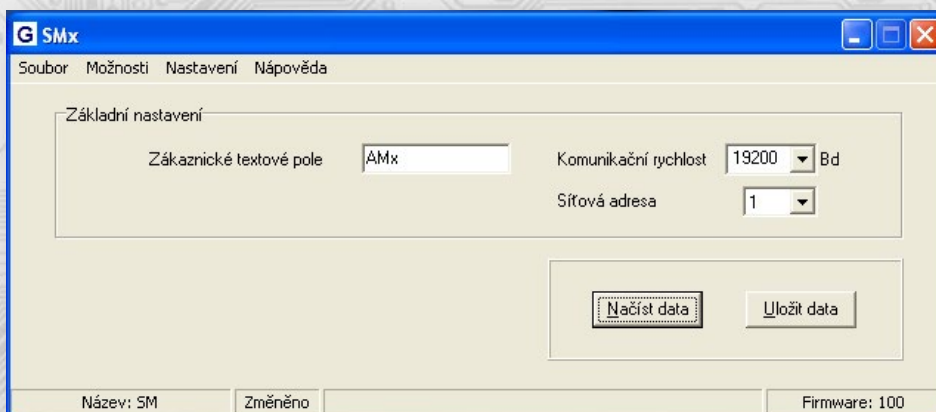 G SMx
Soubor Možnosti Nastavení Nápověda
Základní nastavení
Zákaznické textové pole AMx Komunikační rychlost 19200 Bd
Síťová adresa 1
Načíst data Uložit data
Název: SM Změněno Firmware: 100